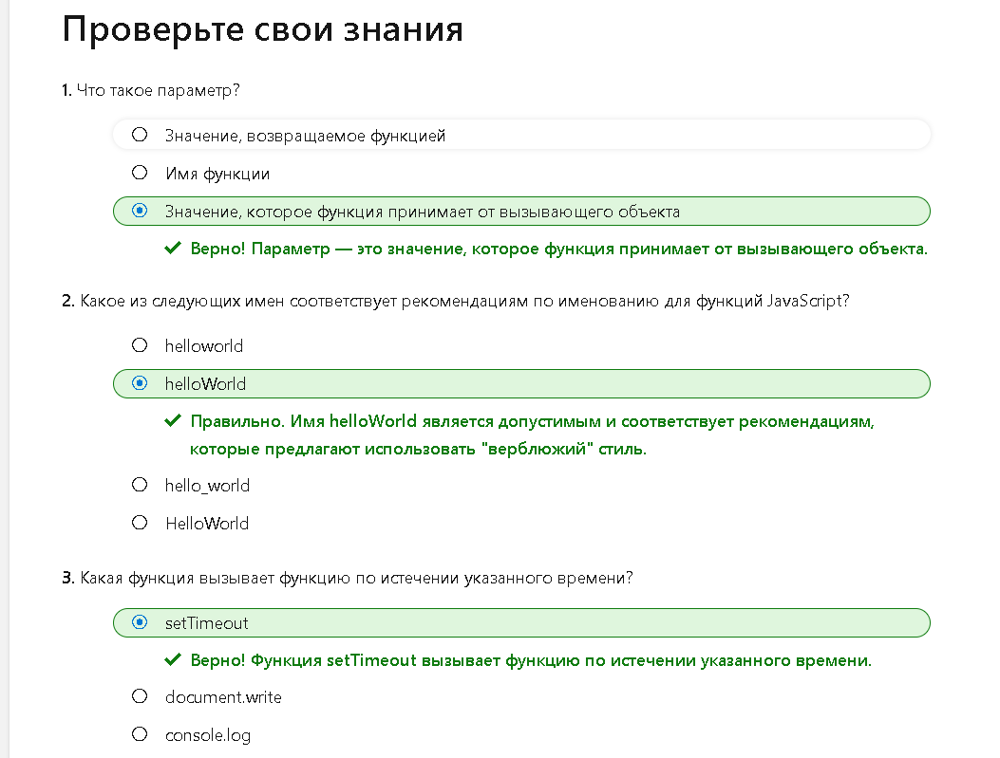 Проверьте свои знания
1. Что такое параметр?
Значение, возвращаемое функцией
Имя функции
Значение, которое функция принимает от вызывающего объекта
Верно! Параметр — это значение, которое функция принимает от вызывающего объекта.
2. Какое из следующих имен соответствует рекомендациям по именованию для функций JavaScript?
helloworld
helloWorld
Правильно. Имя helloWorld является допустимым и соответствует рекомендациям,
которые предлагают использовать "верблюжий" стиль.
hello_world
HelloWorld
3. Какая функция вызывает функцию по истечении указанного времени?
setTimeout
Верно! Функция setTimeout вызывает функцию по истечении указанного времени.
document.write
console.log